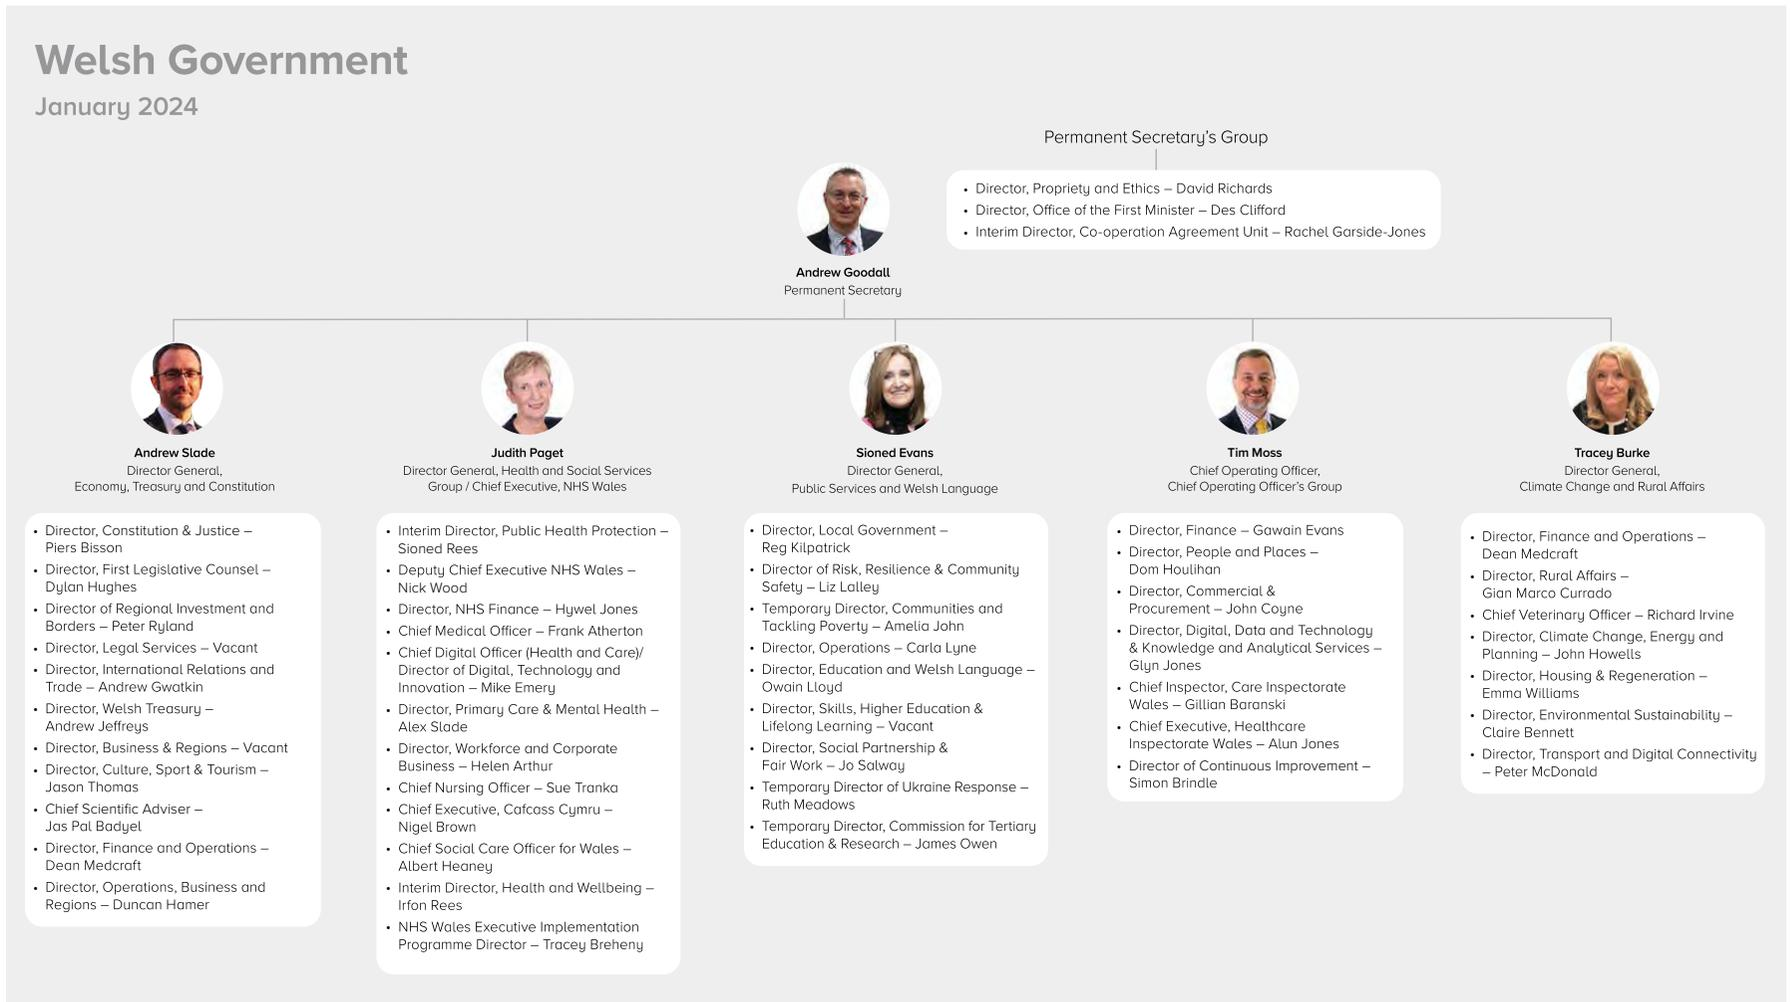 Welsh Government
January 2024
Permanent Secretary's Group
• Director, Propriety and Ethics – David Richards
• Director, Office of the First Minister – Des Clifford
• Interim Director, Co-operation Agreement Unit – Rachel Garside-Jones
Andrew Goodall
Permanent Secretary
Andrew Slade
Director General,
Economy, Treasury and Constitution
• Director, Constitution & Justice –
Piers Bisson
• Director, First Legislative Counsel –
Dylan Hughes
• Director of Regional Investment and
Borders – Peter Ryland
• Director, Legal Services – Vacant
• Director, International Relations and
Trade – Andrew Gwatkin
• Director, Welsh Treasury –
Andrew Jeffreys
• Director, Business & Regions – Vacant
• Director, Culture, Sport & Tourism –
Jason Thomas
• Chief Scientific Adviser –
Jas Pal Badyel
• Director, Finance and Operations –
Dean Medcraft
• Director, Operations, Business and
Regions – Duncan Hamer
Judith Paget
Director General, Health and Social Services
Group / Chief Executive, NHS Wales
• Interim Director, Public Health Protection –
Sioned Rees
• Deputy Chief Executive NHS Wales –
Nick Wood
• Director, NHS Finance – Hywel Jones
• Chief Medical Officer – Frank Atherton
• Chief Digital Officer (Health and Care)/
Director of Digital, Technology and
Innovation – Mike Emery
• Director, Primary Care & Mental Health –
Alex Slade
• Director, Workforce and Corporate
Business – Helen Arthur
• Chief Nursing Officer – Sue Tranka
• Chief Executive, Cafcass Cymru –
Nigel Brown
• Chief Social Care Officer for Wales –
Albert Heaney
• Interim Director, Health and Wellbeing –
Irfon Rees
• NHS Wales Executive Implementation
Programme Director – Tracey Breheny
Sioned Evans
Director General,
Public Services and Welsh Language
• Director, Local Government –
Reg Kilpatrick
• Director of Risk, Resilience & Community
Safety – Liz Lalley
• Temporary Director, Communities and
Tackling Poverty – Amelia John
• Director, Operations – Carla Lyne
• Director, Education and Welsh Language –
Owain Lloyd
• Director, Skills, Higher Education &
Lifelong Learning – Vacant
• Director, Social Partnership &
Fair Work – Jo Salway
• Temporary Director of Ukraine Response –
Ruth Meadows
• Temporary Director, Commission for Tertiary
Education & Research – James Owen
Tim Moss
Chief Operating Officer,
Chief Operating Officer's Group
• Director, Finance – Gawain Evans
• Director, People and Places –
Dom Houlihan
• Director, Commercial &
Procurement – John Coyne
• Director, Digital, Data and Technology
& Knowledge and Analytical Services –
Glyn Jones
• Chief Inspector, Care Inspectorate
Wales – Gillian Baranski
• Chief Executive, Healthcare
Inspectorate Wales – Alun Jones
• Director of Continuous Improvement –
Simon Brindle
Tracey Burke
Director General,
Climate Change and Rural Affairs
• Director, Finance and Operations –
Dean Medcraft
• Director, Rural Affairs –
Gian Marco Currado
• Chief Veterinary Officer – Richard Irvine
• Director, Climate Change, Energy and
Planning – John Howells
• Director, Housing & Regeneration –
Emma Williams
• Director, Environmental Sustainability –
Claire Bennett
• Director, Transport and Digital Connectivity
– Peter McDonald